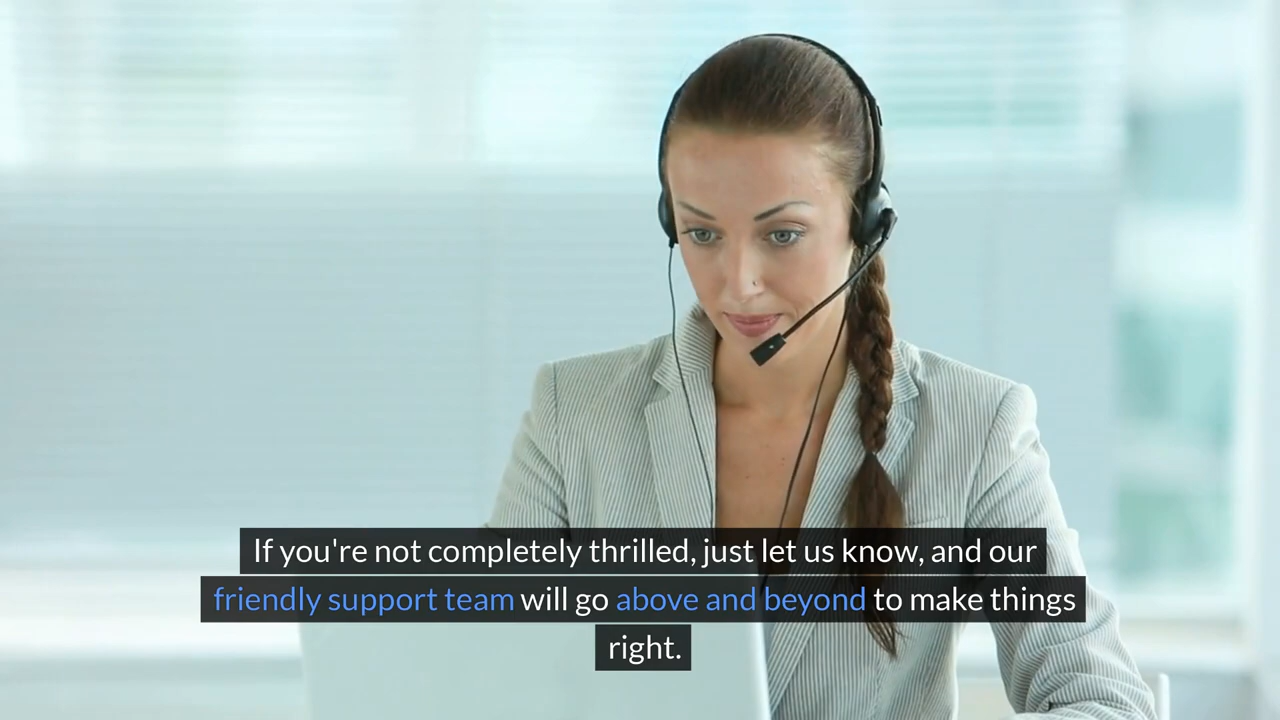 If you're not completely thrilled, just let us know, and our
friendly support team will go above and beyond to make things
right.